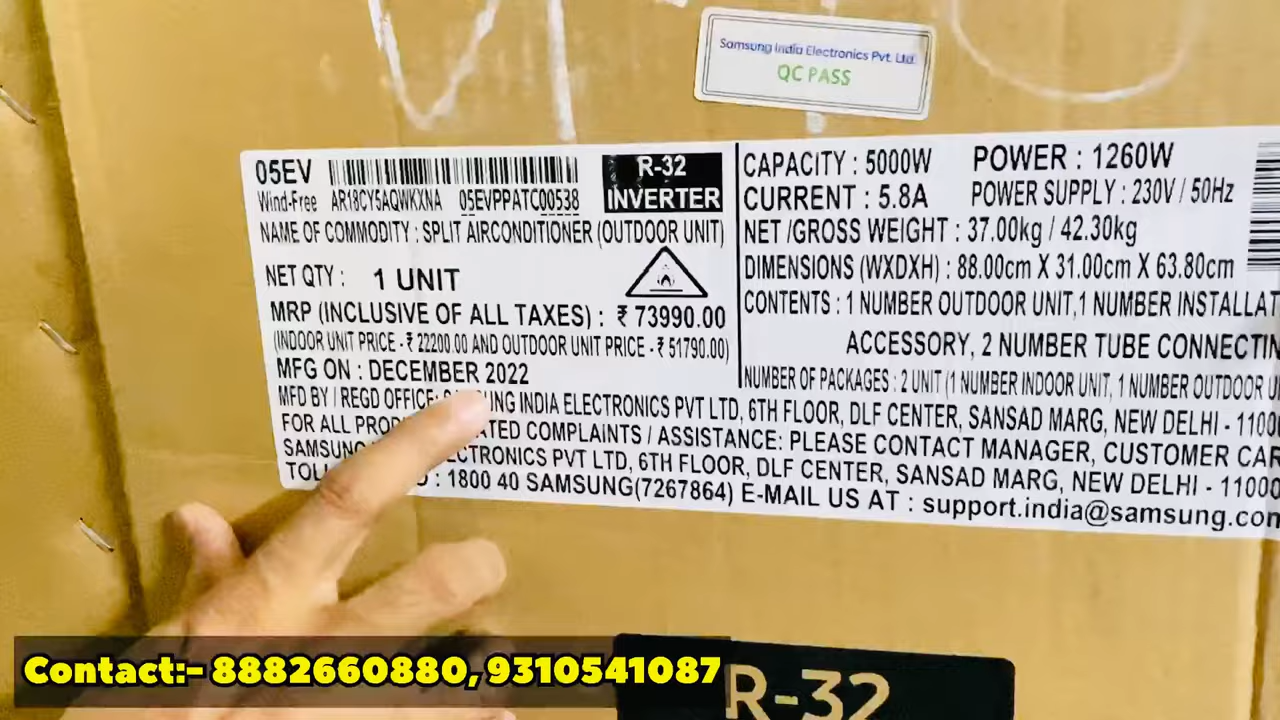 Samsung India Electronics Pvt. Ltd.
QC PASS
05EV
Wind-Free AR18CY5AQWKXNA 05EVPPATC00538
R-32
INVERTER
NAME OF COMMODITY : SPLIT AIRCONDITIONER (OUTDOOR UNIT)
NET QTY : 1 UNIT
MRP (INCLUSIVE OF ALL TAXES) : ₹ 73990.00
(INDOOR UNIT PRICE - ₹ 22200.00 AND OUTDOOR UNIT PRICE - ₹ 51790.00)
MFG ON : DECEMBER 2022
CAPACITY : 5000W POWER : 1260W
CURRENT : 5.8A POWER SUPPLY : 230V / 50Hz
NET /GROSS WEIGHT : 37.00kg / 42.30kg
DIMENSIONS (WXDXH) : 88.00cm X 31.00cm X 63.80cm
CONTENTS : 1 NUMBER OUTDOOR UNIT,1 NUMBER INSTALLAT
ACCESSORY, 2 NUMBER TUBE CONNECTIN
NUMBER OF PACKAGES : 2 UNIT (1 NUMBER INDOOR UNIT, 1 NUMBER OUTDOOR U
MFD BY / REGD OFFICE: UNG INDIA ELECTRONICS PVT LTD, 6TH FLOOR, DLF CENTER, SANSAD MARG, NEW DELHI - 1100
FOR ALL PROD ATED COMPLAINTS / ASSISTANCE: PLEASE CONTACT MANAGER, CUSTOMER CAR
SAMSUNG ECTRONICS PVT LTD, 6TH FLOOR, DLF CENTER, SANSAD MARG, NEW DELHI - 11000
TOLL : 1800 40 SAMSUNG(7267864) E-MAIL US AT : support.india@samsung.com
R-32
Contact:- 8882660880, 9310541087